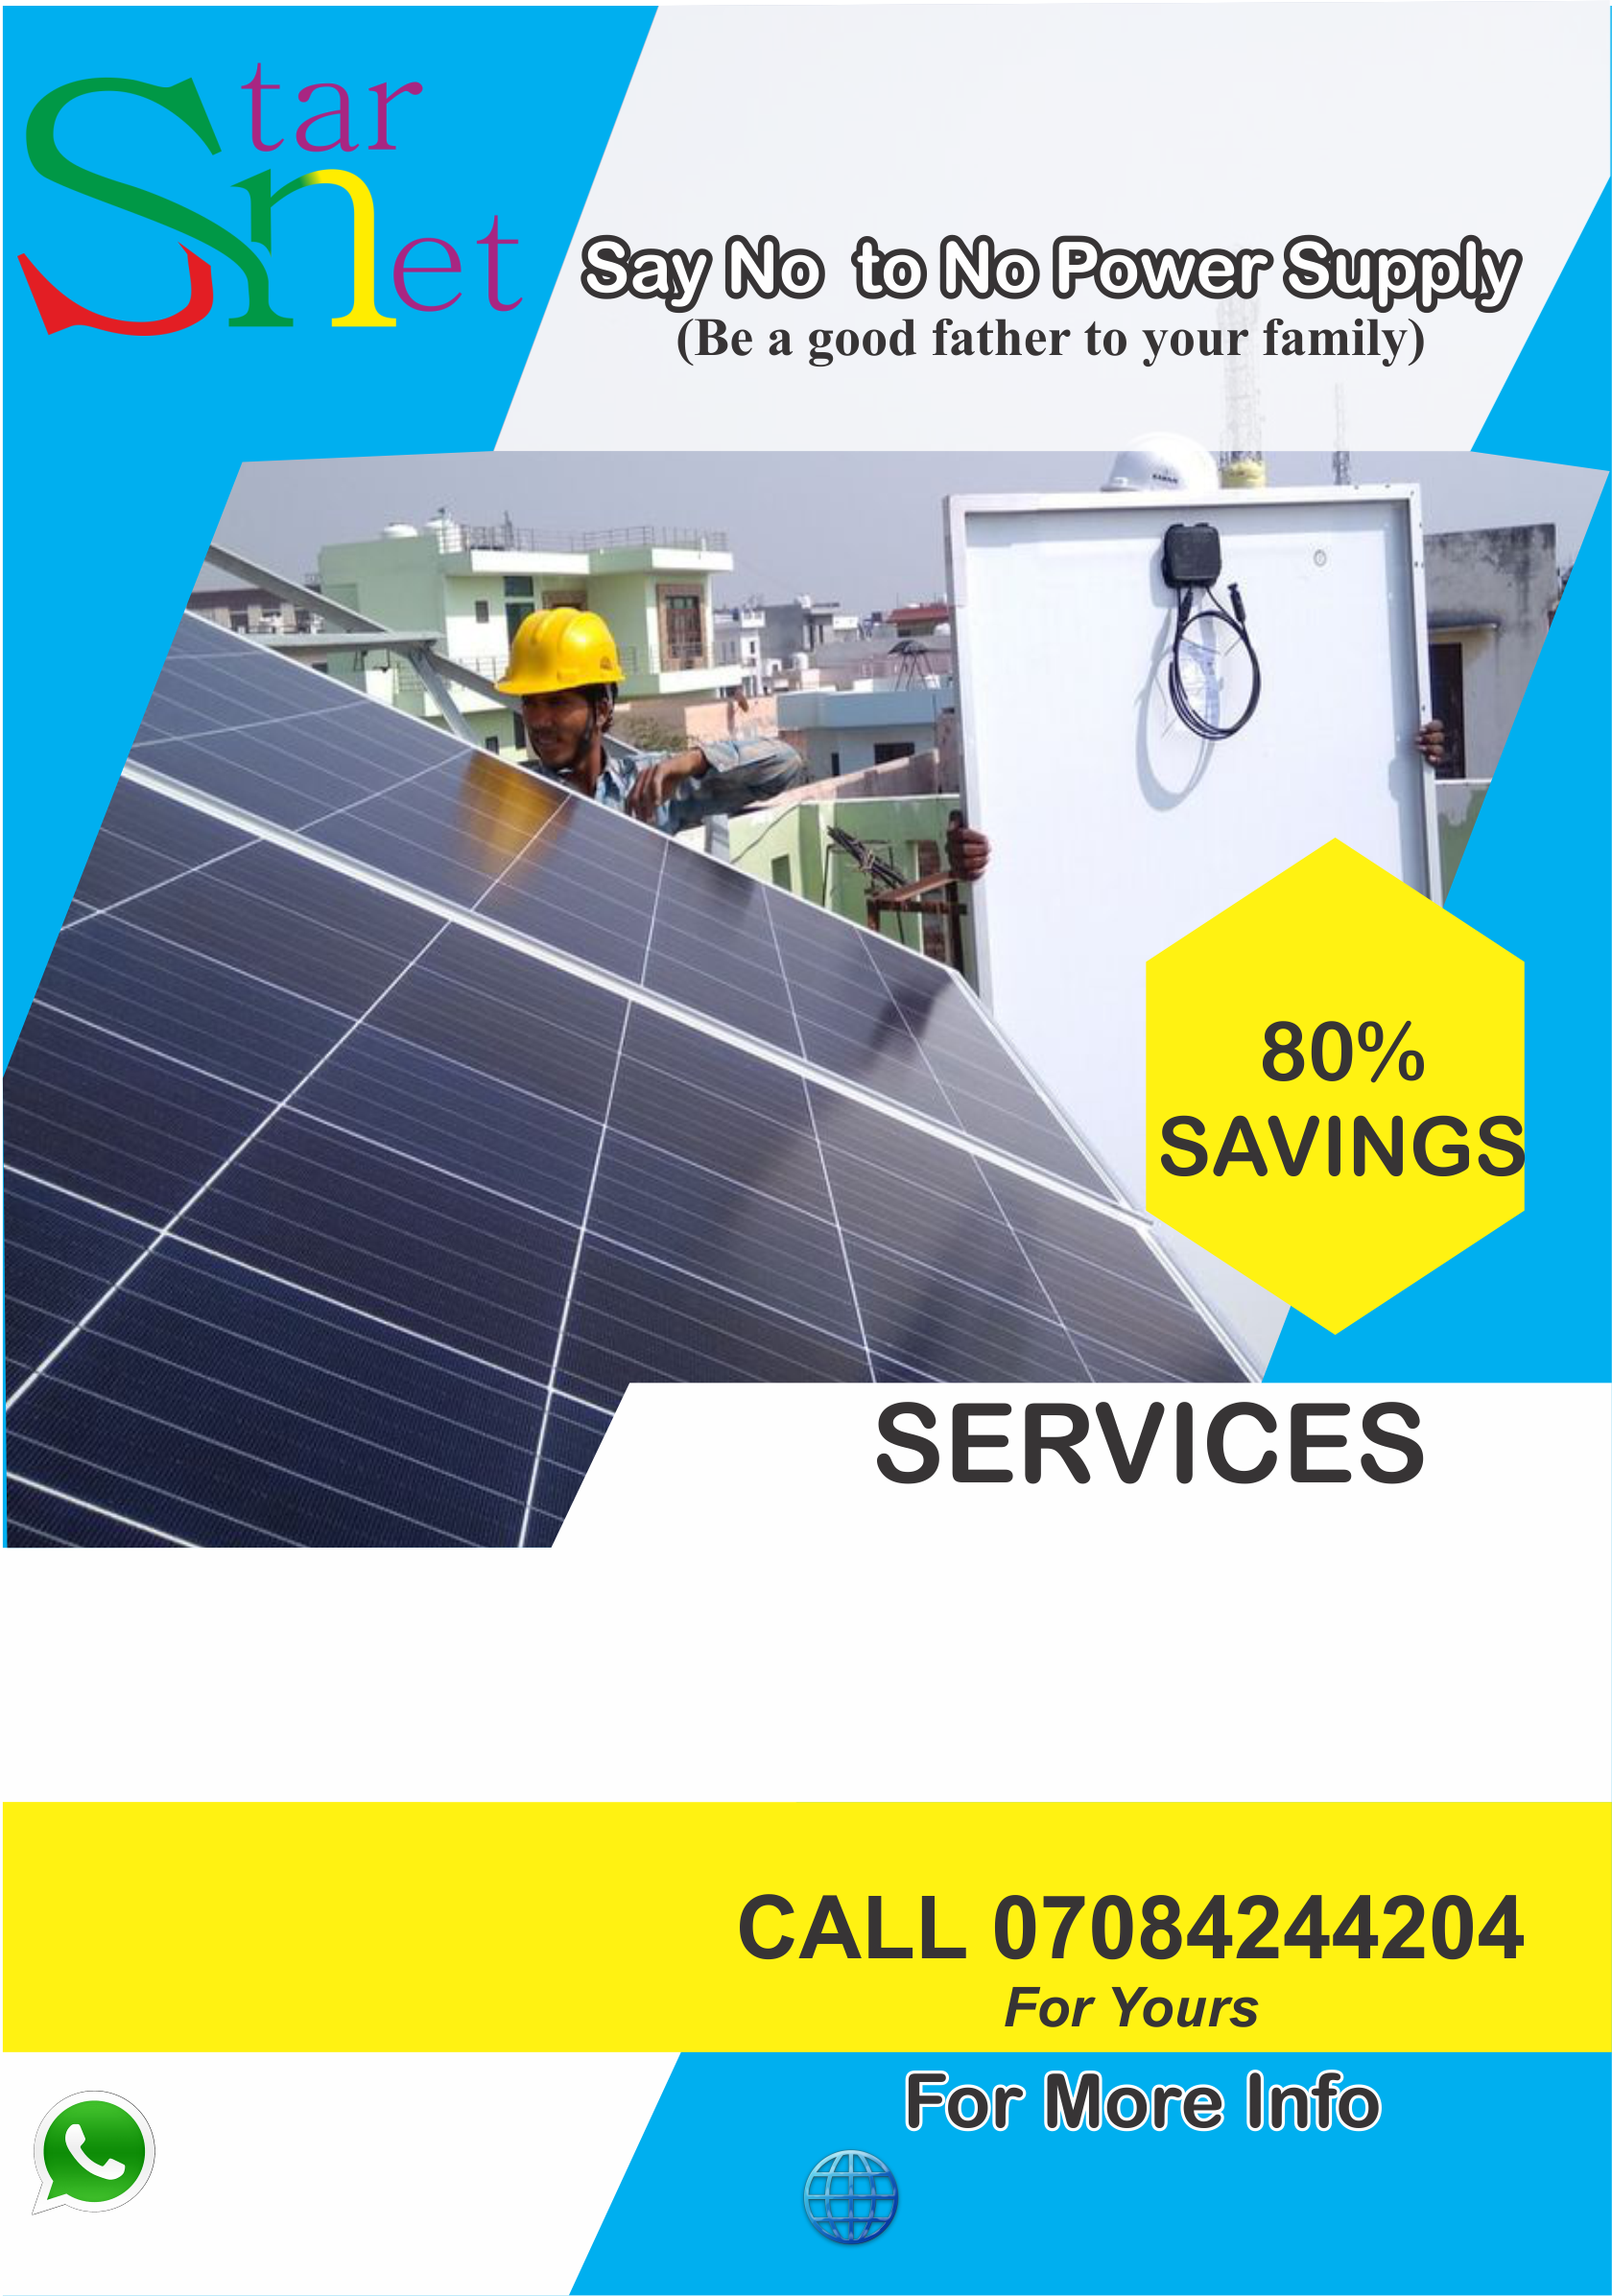 Star
net
Say No to No Power Supply
(Be a good father to your family)
80%
SAVINGS
SERVICES
CALL 07084244204
For Yours
For More Info